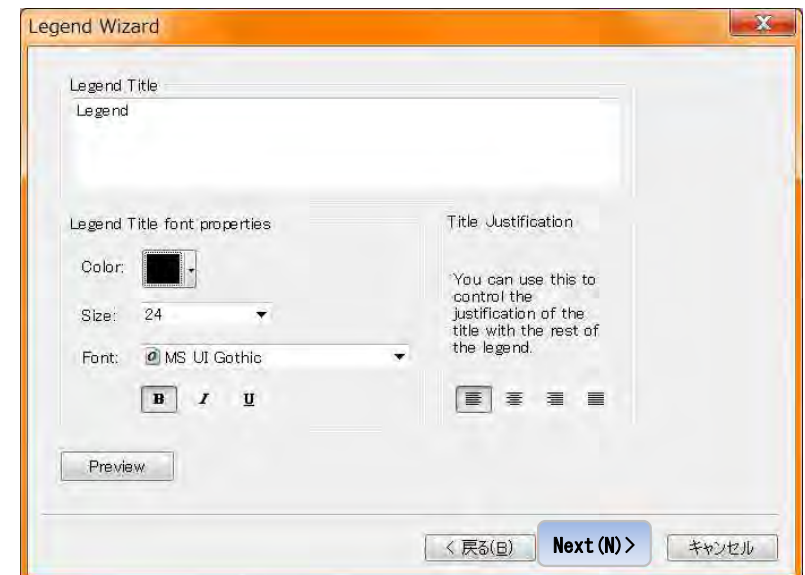 Legend Wizard
Legend Title
Legend
Legend Title font properties
Color:
Size: 24
Font: MS UI Gothic
B I U
Title Justification
You can use this to
control the
justification of the
title with the rest of
the legend.
Preview
< 戻る(B) Next(N)> キャンセル